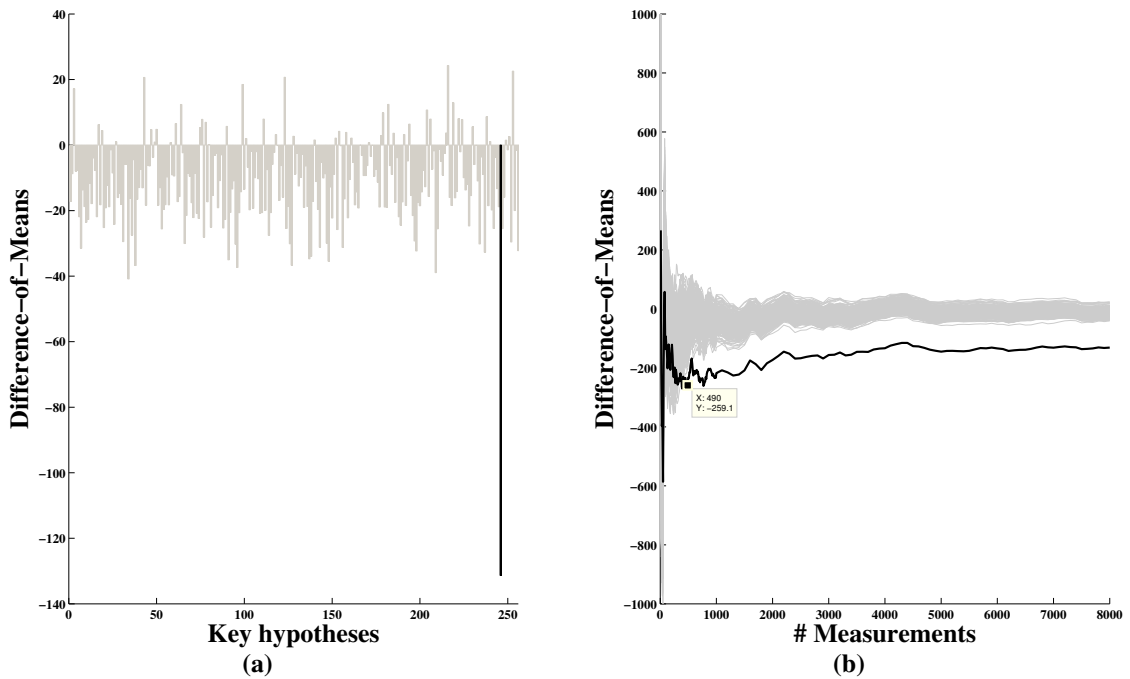 40
20
0
−20
−40
−60
−80
−100
−120
−140
0 50 100 150 200 250
Difference−of−Means
Key hypotheses
(a)
1000
800
600
400
200
0
−200
−400
−600
−800
−1000
0 1000 2000 3000 4000 5000 6000 7000 8000
Difference−of−Means
X: 490
Y: −259.1
# Measurements
(b)